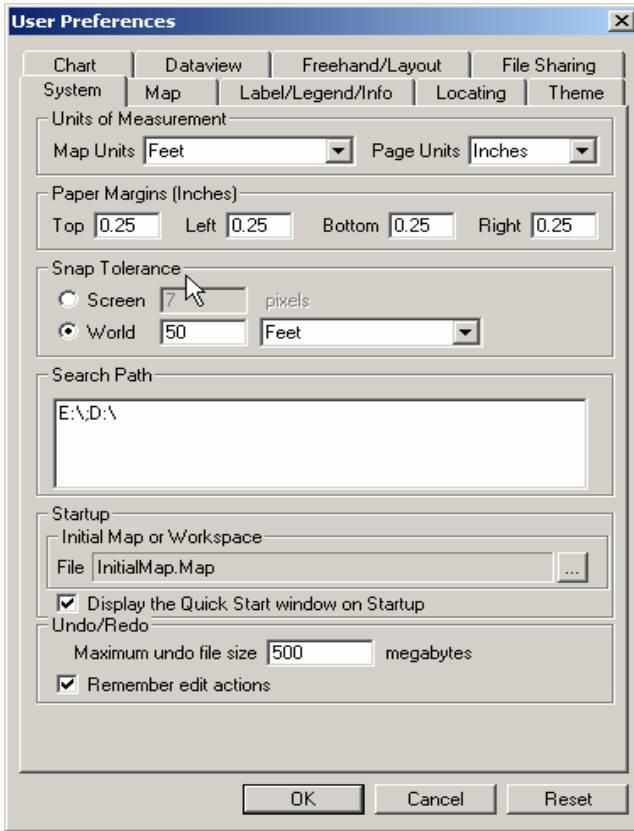 User Preferences
Chart Dataview Freehand/Layout File Sharing
System Map Label/Legend/Info Locating Theme
Units of Measurement
Map Units Feet Page Units Inches
Paper Margins (Inches)
Top 0.25 Left 0.25 Bottom 0.25 Right 0.25
Snap Tolerance
Screen 7 pixels
World 50 Feet
Search Path
E:\;D:\
Startup
Initial Map or Workspace
File InitialMap.Map ...
Display the Quick Start window on Startup
Undo/Redo
Maximum undo file size 500 megabytes
Remember edit actions
OK Cancel Reset